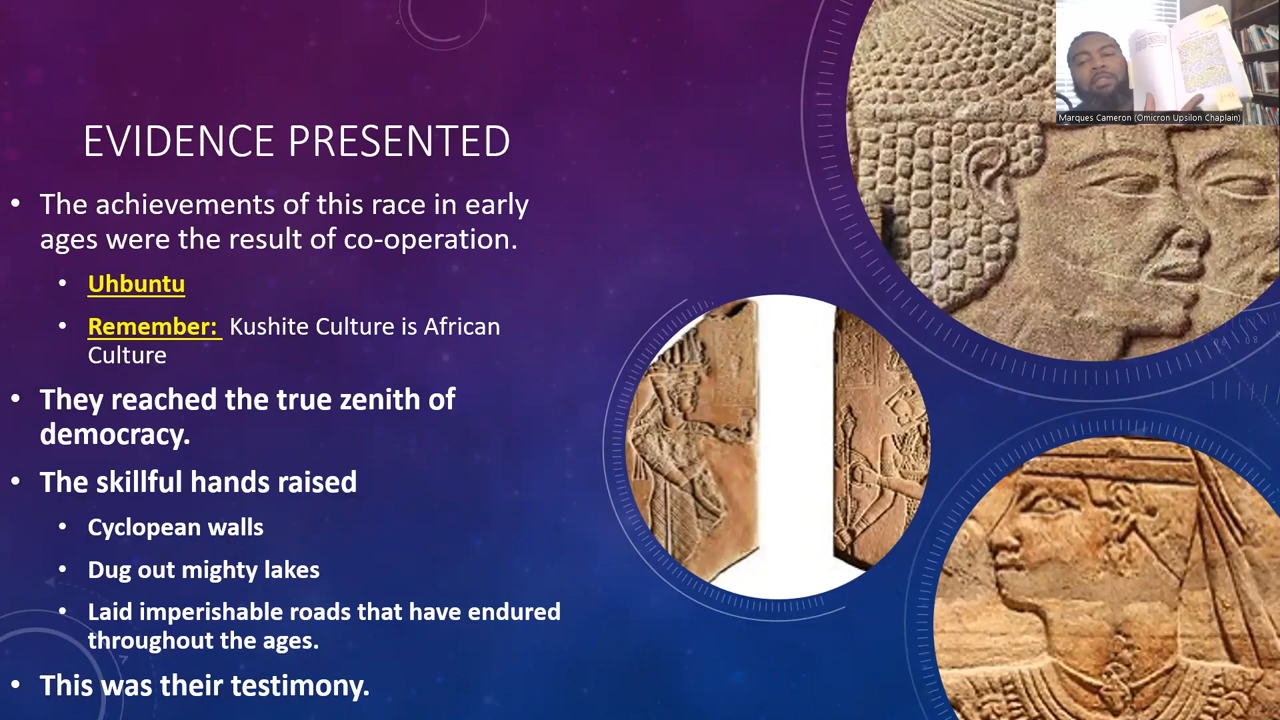 EVIDENCE PRESENTED
• The achievements of this race in early
ages were the result of co-operation.
• Uhbuntu
• Remember: Kushite Culture is African
Culture
• They reached the true zenith of
democracy.
• The skillful hands raised
• Cyclopean walls
• Dug out mighty lakes
• Laid imperishable roads that have endured
throughout the ages.
• This was their testimony.
Marques Cameron (Omicron Upsilon Chaplain)